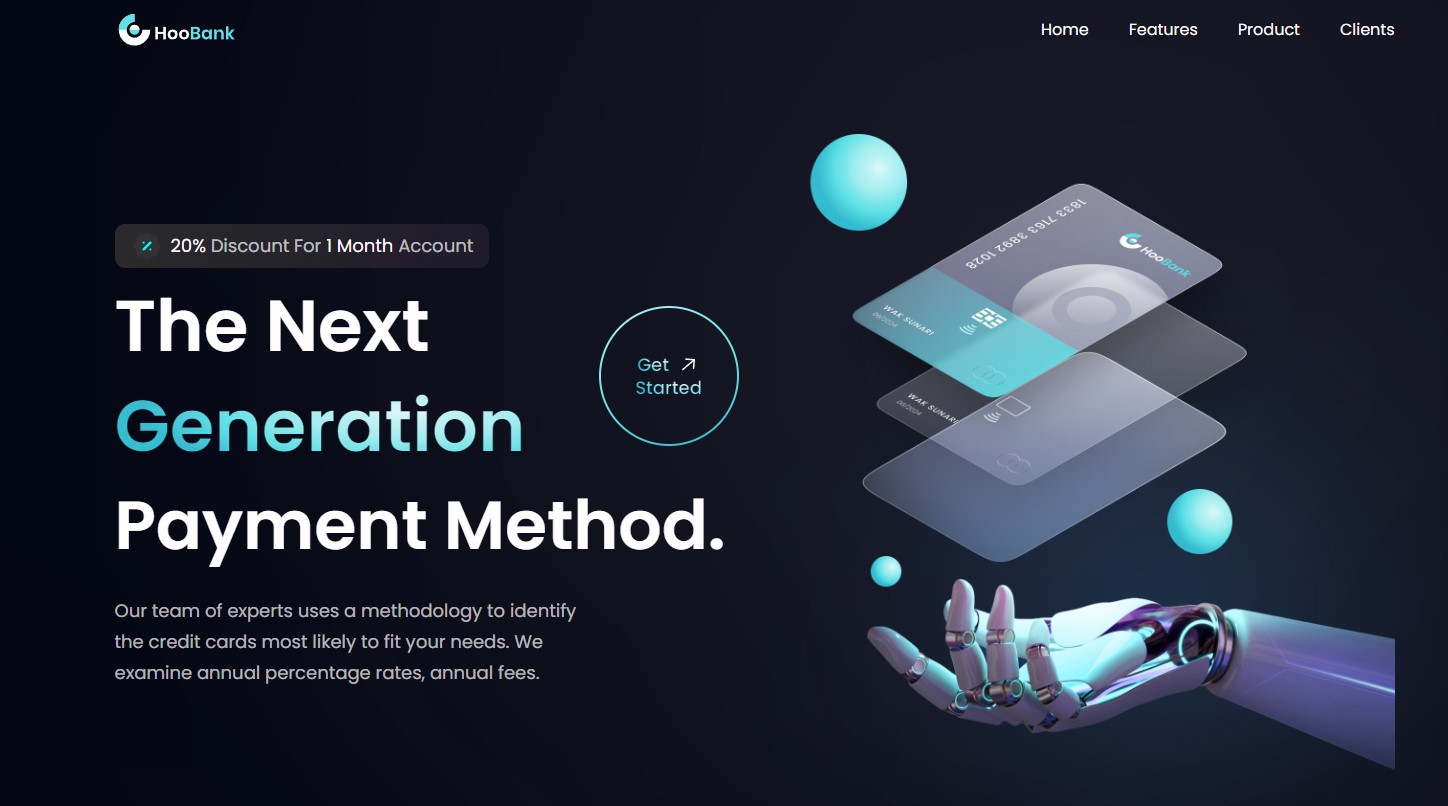 HooBank
Home Features Product Clients
20% Discount For 1 Month Account
The Next
Generation
Payment Method.
Get
Started
Our team of experts uses a methodology to identify
the credit cards most likely to fit your needs. We
examine annual percentage rates, annual fees.
1833 7163 3892 1028
HooBank
WAK SUNARI
09/2024
WAK SUNARI
09/2024